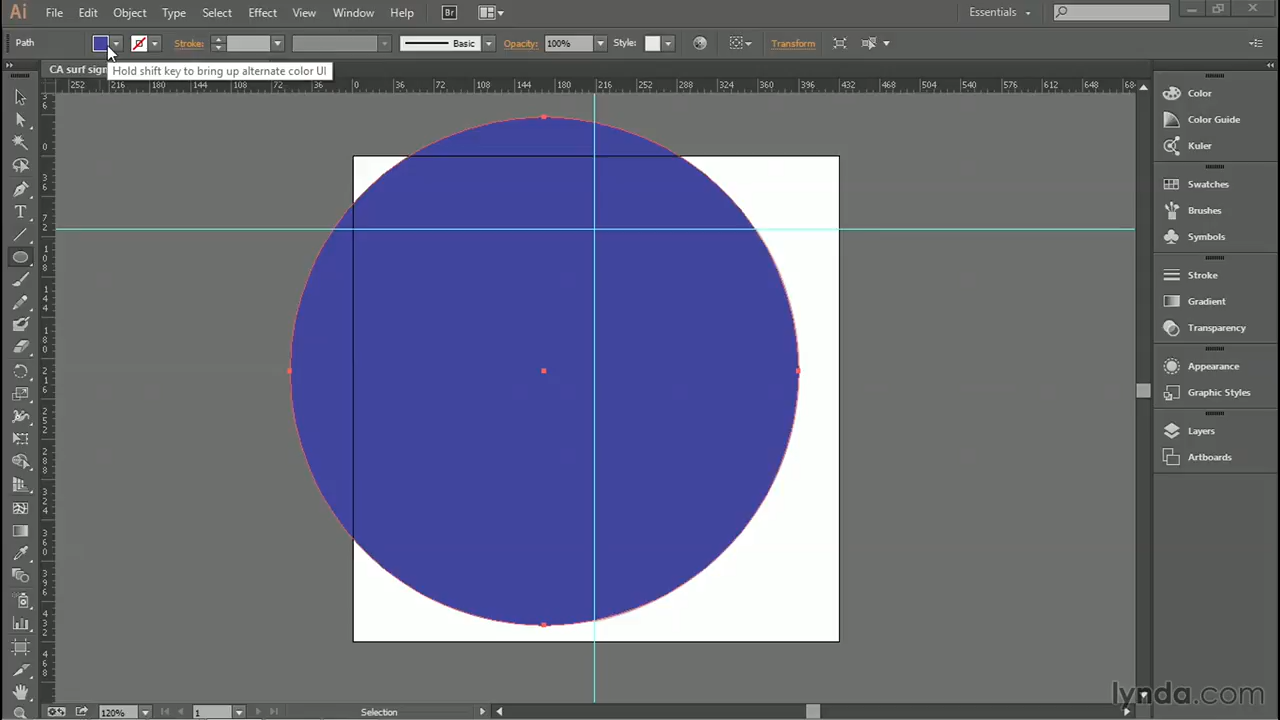 Ai File Edit Object Type Select Effect View Window Help Br Essentials
Path Stroke: Basic Opacity: 100% Style: Transform
CA surf sign
Hold shift key to bring up alternate color UI
252 216 180 144 108 72 36 0 36 72 108 144 180 216 252 288 324 360 396 432 468 504 540 576 612 648
Color
Color Guide
Kuler
Swatches
Brushes
Symbols
Stroke
Gradient
Transparency
Appearance
Graphic Styles
Layers
Artboards
lynda.com
120% 1 Selection